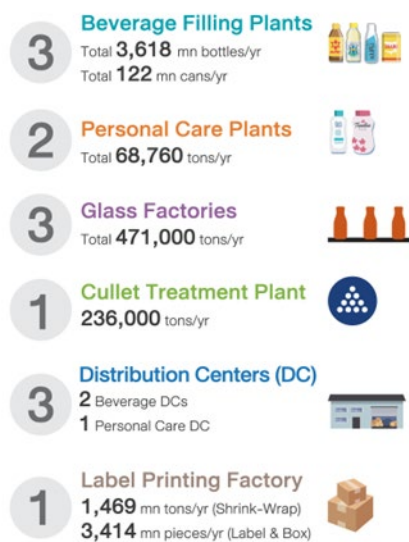 3
Beverage Filling Plants
Total 3,618 mn bottles/yr
Total 122 mn cans/yr
2
Personal Care Plants
Total 68,760 tons/yr
3
Glass Factories
Total 471,000 tons/yr
1
Cullet Treatment Plant
236,000 tons/yr
3
Distribution Centers (DC)
2 Beverage DCs
1 Personal Care DC
1
Label Printing Factory
1,469 mn tons/yr (Shrink-Wrap)
3,414 mn pieces/yr (Label & Box)